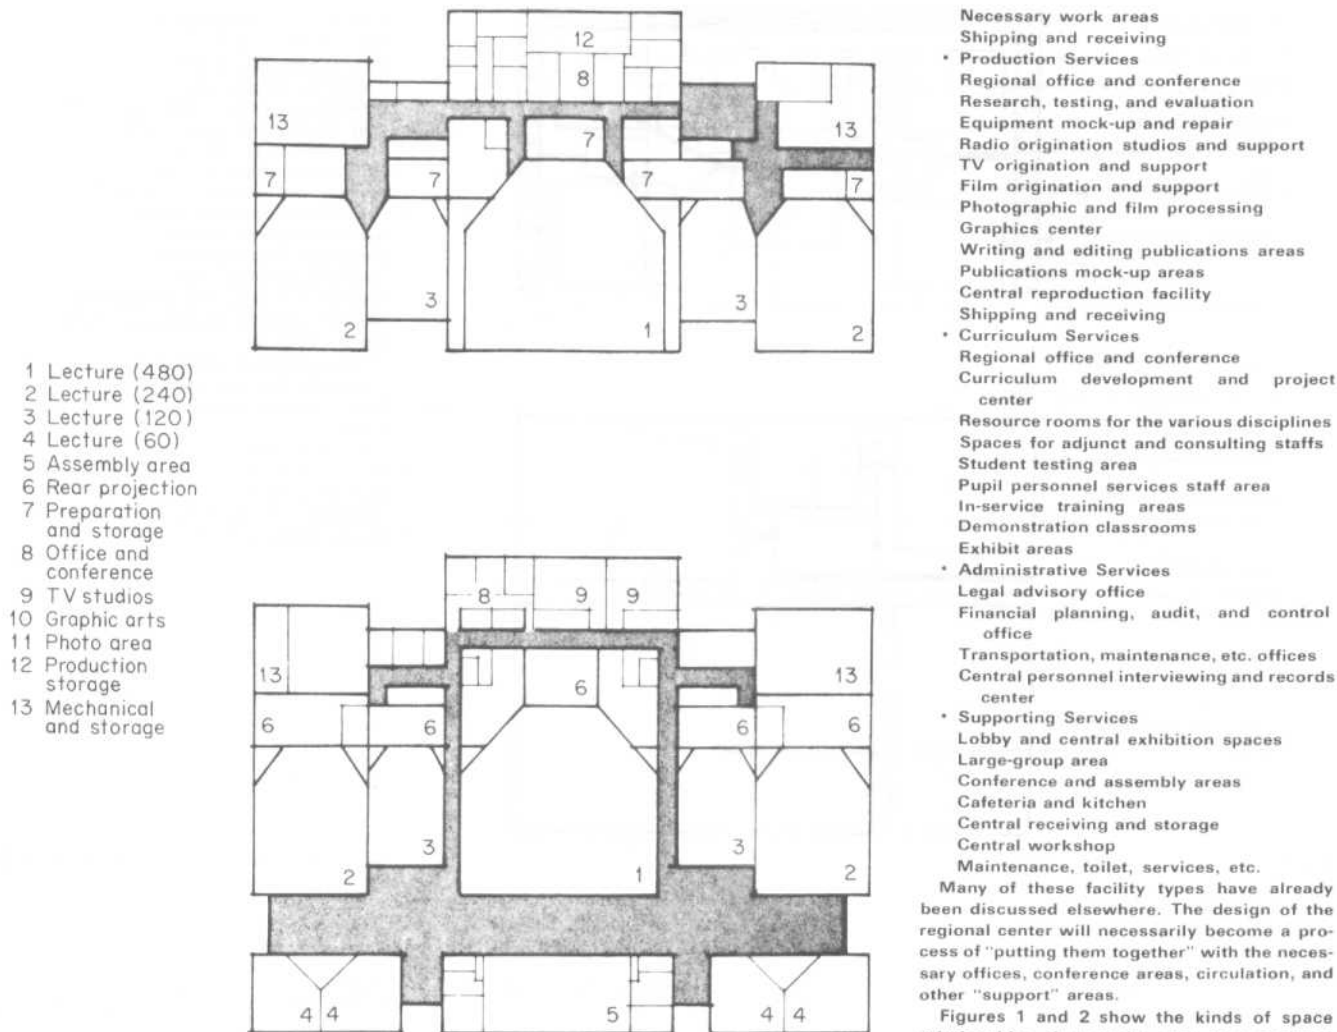 12
8
13
7
7
7
7
7
13
3
2
1
3
2
1 Lecture (480)
2 Lecture (240)
3 Lecture (120)
4 Lecture (60)
5 Assembly area
6 Rear projection
7 Preparation
and storage
8 Office and
conference
9 TV studios
10 Graphic arts
11 Photo area
12 Production
storage
13 Mechanical
and storage
8
9
9
13
6
6
6
6
6
13
3
2
1
3
2
4
4
5
4
4
Necessary work areas
Shipping and receiving
• Production Services
Regional office and conference
Research, testing, and evaluation
Equipment mock-up and repair
Radio origination studios and support
TV origination and support
Film origination and support
Photographic and film processing
Graphics center
Writing and editing publications areas
Publications mock-up areas
Central reproduction facility
Shipping and receiving
• Curriculum Services
Regional office and conference
Curriculum development and project
center
Resource rooms for the various disciplines
Spaces for adjunct and consulting staffs
Student testing area
Pupil personnel services staff area
In-service training areas
Demonstration classrooms
Exhibit areas
• Administrative Services
Legal advisory office
Financial planning, audit, and control
office
Transportation, maintenance, etc. offices
Central personnel interviewing and records
center
• Supporting Services
Lobby and central exhibition spaces
Large-group area
Conference and assembly areas
Cafeteria and kitchen
Central receiving and storage
Central workshop
Maintenance, toilet, services, etc.
Many of these facility types have already
been discussed elsewhere. The design of the
regional center will necessarily become a pro-
cess of "putting them together" with the neces-
sary offices, conference areas, circulation, and
other "support" areas.
Figures 1 and 2 show the kinds of space